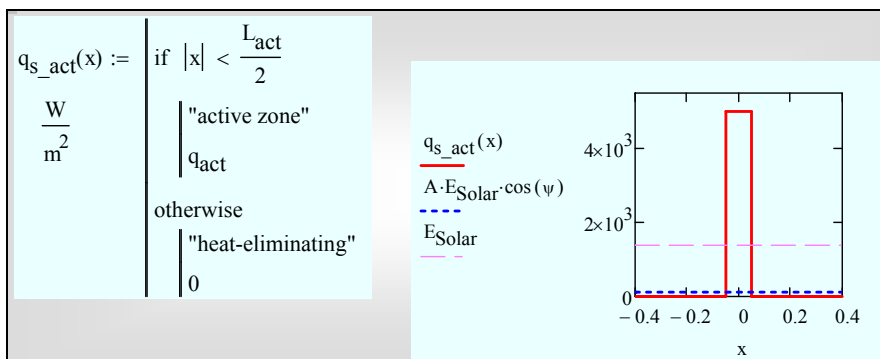 q_s_act(x) := if |x| < L_act/2
W/m^2
"active zone"
q_act
otherwise
"heat-eliminating"
0
q_s_act(x)
A·E_Solar·cos(ψ)
E_Solar
4×10^3
2×10^3
0
− 0.4 − 0.2 0 0.2 0.4
x